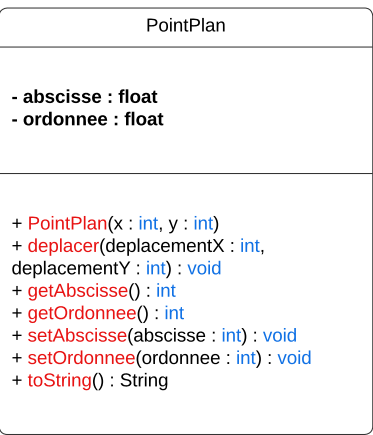 PointPlan
- abscisse : float
- ordonnee : float
+ PointPlan(x : int, y : int)
+ deplacer(deplacementX : int,
deplacementY : int) : void
+ getAbscisse() : int
+ getOrdonnee() : int
+ setAbscisse(abscisse : int) : void
+ setOrdonnee(ordonnee : int) : void
+ toString() : String